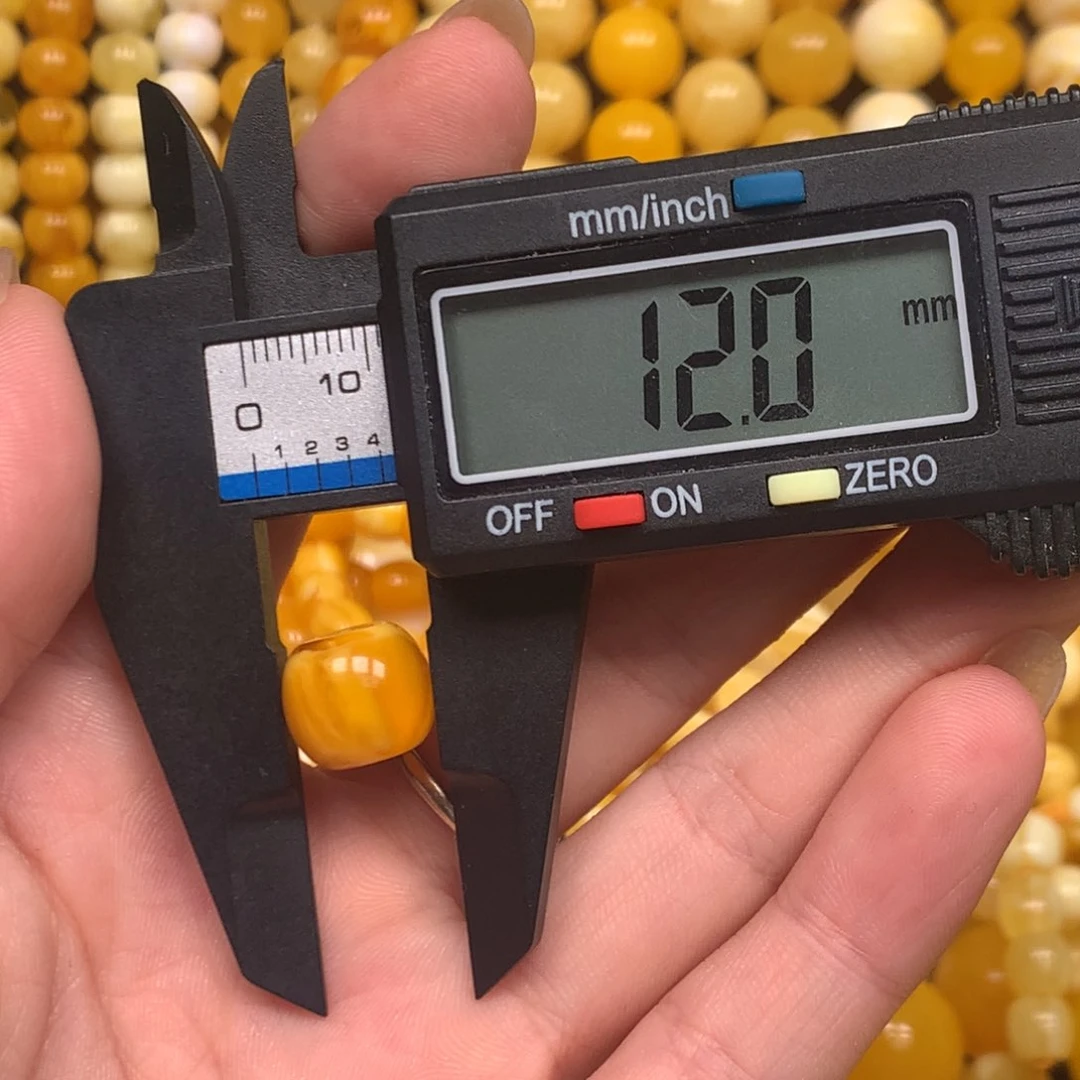 mm/inch
12.0 mm
0 10
1 2 3 4
OFF ON ZERO